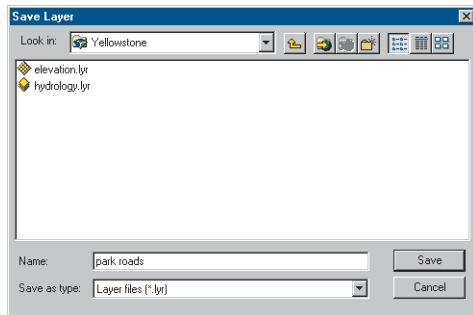 Save Layer
Look in: Yellowstone
elevation.lyr
hydrology.lyr
Name: park roads Save
Save as type: Layer files (*.lyr) Cancel